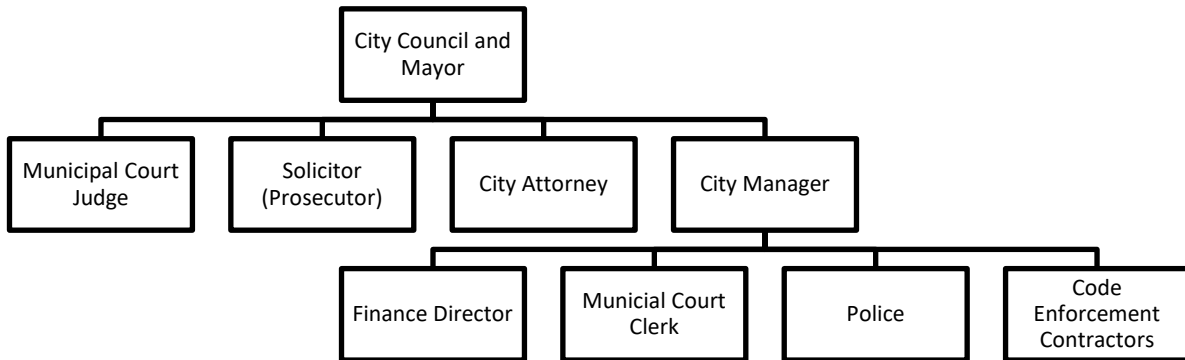 City Council and
Mayor
Municipal Court
Judge
Solicitor
(Prosecutor)
City Attorney
City Manager
Finance Director
Municial Court
Clerk
Police
Code
Enforcement
Contractors